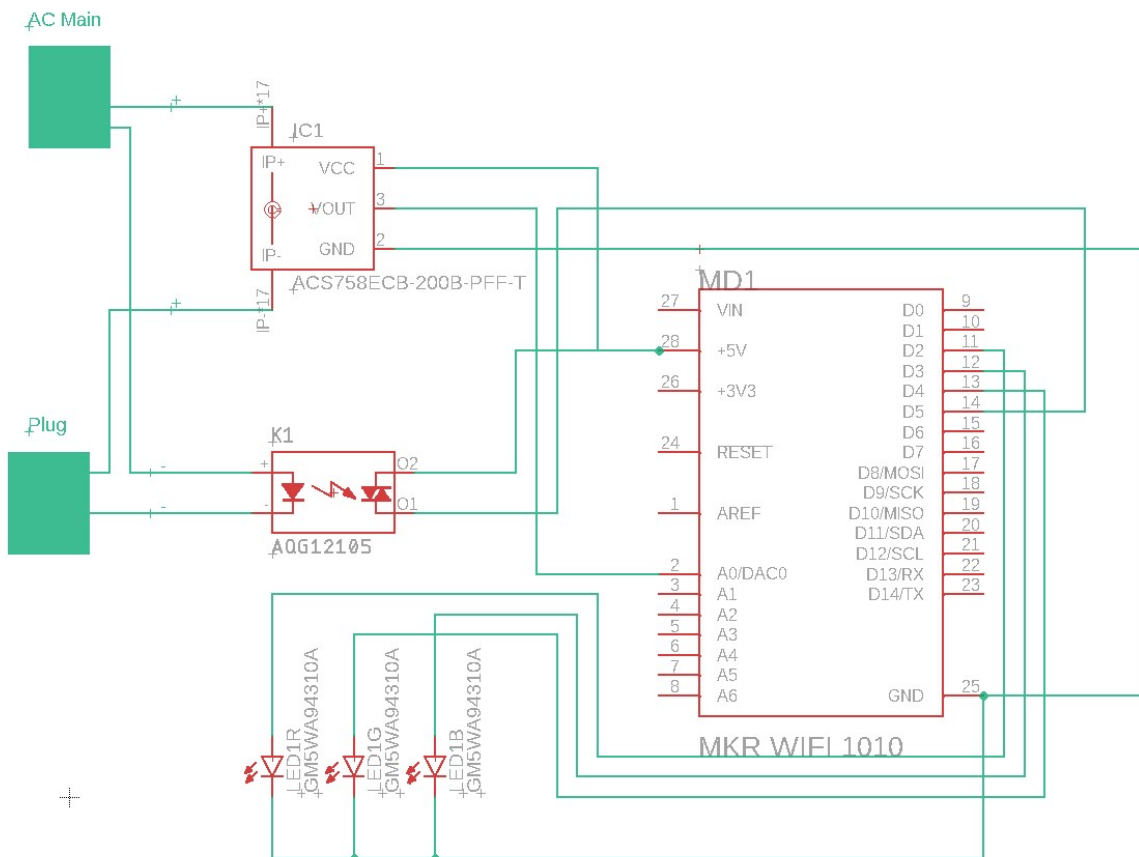 AC Main
IP+*17
IC1
IP+
VCC
1
VOUT
3
IP-
GND
2
ACS758ECB-200B-PFF-T
IP-*17
MD1
27
VIN
D0
9
D1
10
28
+5V
D2
11
D3
12
26
+3V3
D4
13
D5
14
Plug
D6
15
K1
24
RESET
D7
16
+
-
O2
D8/MOSI
17
D9/SCK
18
-
-
O1
1
AREF
D10/MISO
19
D11/SDA
20
AQG12105
D12/SCL
21
2
A0/DAC0
D13/RX
22
3
A1
D14/TX
23
4
A2
5
A3
6
A4
7
A5
8
A6
GND
25
MKR WIFI 1010
LED1R
GM5WA94310A
LED1G
GM5WA94310A
LED1B
GM5WA94310A